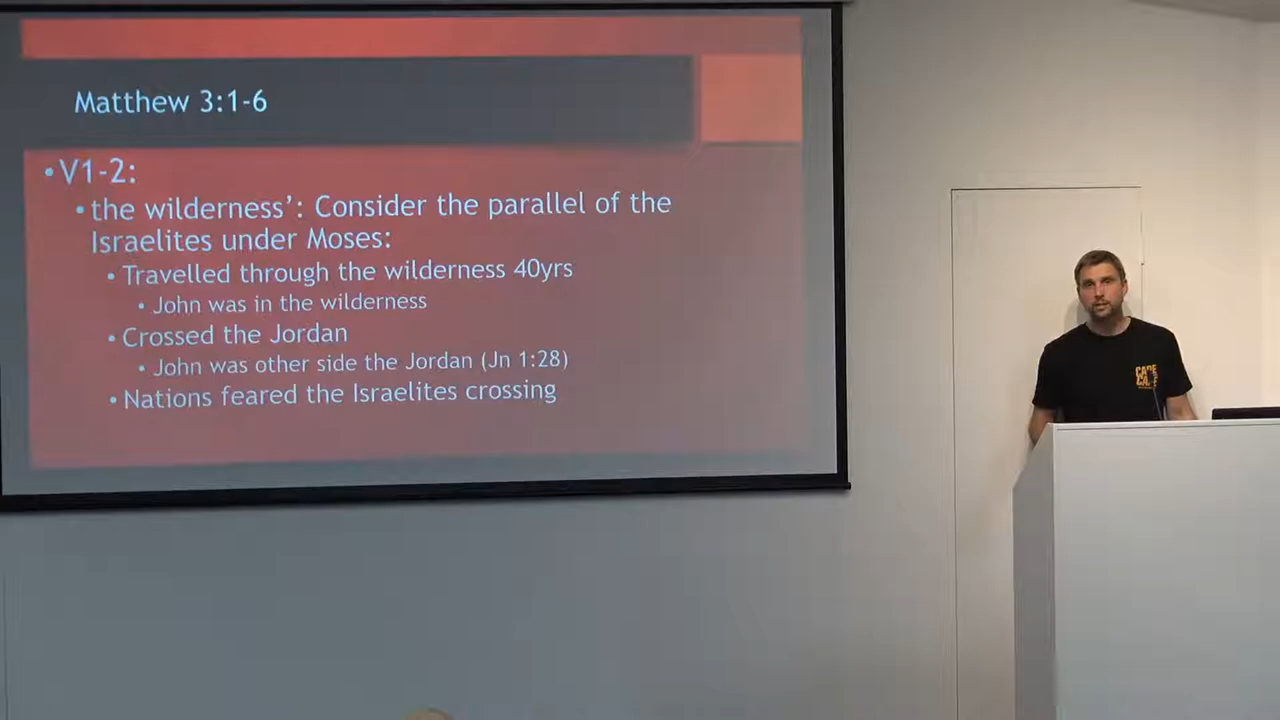 Matthew 3:1-6
•V1-2:
•the wilderness’: Consider the parallel of the
Israelites under Moses:
•Travelled through the wilderness 40yrs
•John was in the wilderness
•Crossed the Jordan
•John was other side the Jordan (Jn 1:28)
•Nations feared the Israelites crossing